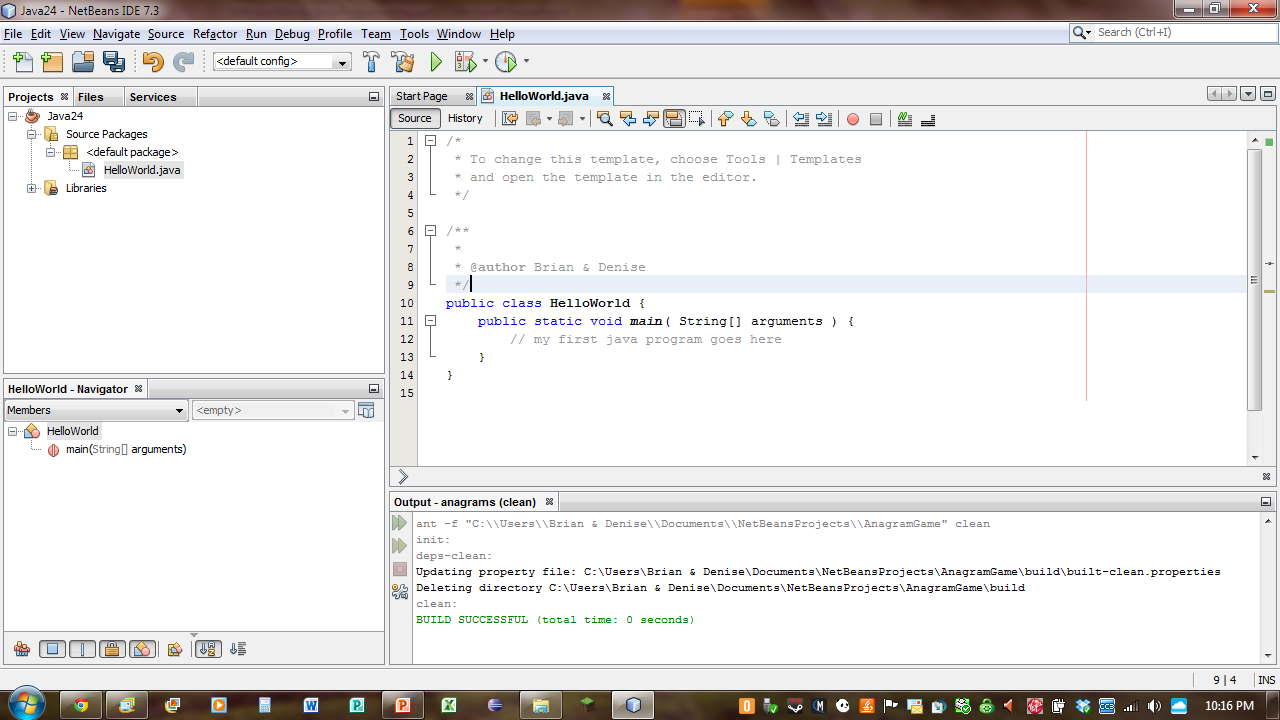 Java24 - NetBeans IDE 7.3
File Edit View Navigate Source Refactor Run Debug Profile Team Tools Window Help
Search (Ctrl+I)
<default config>
Projects Files Services
Java24
Source Packages
<default package>
HelloWorld.java
Libraries
HelloWorld - Navigator
Members <empty>
HelloWorld
main(String[] arguments)
Start Page HelloWorld.java
Source History
1 /*
2 * To change this template, choose Tools | Templates
3 * and open the template in the editor.
4 */
5
6 /**
7 *
8 * @author Brian & Denise
9 */
10 public class HelloWorld {
11 public static void main( String[] arguments ) {
12 // my first java program goes here
13 }
14 }
15
Output - anagrams (clean)
ant -f "C:\\Users\\Brian & Denise\\Documents\\NetBeansProjects\\AnagramGame" clean
init:
deps-clean:
Updating property file: C:\Users\Brian & Denise\Documents\NetBeansProjects\AnagramGame\build\built-clean.properties
Deleting directory C:\Users\Brian & Denise\Documents\NetBeansProjects\AnagramGame\build
clean:
BUILD SUCCESSFUL (total time: 0 seconds)
9 | 4 INS
10:16 PM